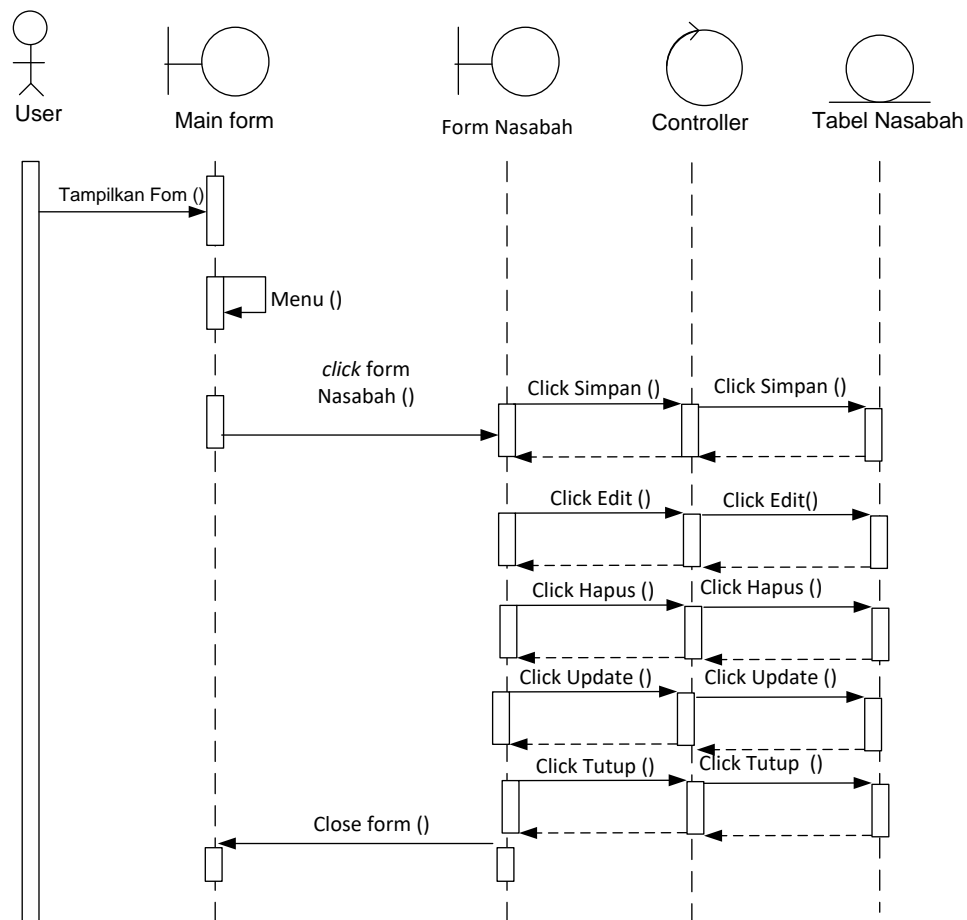 User
Main form
Form Nasabah
Controller
Tabel Nasabah
Tampilkan Fom ()
Menu ()
click form
Nasabah ()
Click Simpan ()
Click Simpan ()
Click Edit ()
Click Edit()
Click Hapus ()
Click Hapus ()
Click Update ()
Click Update ()
Click Tutup ()
Click Tutup  ()
Close form ()